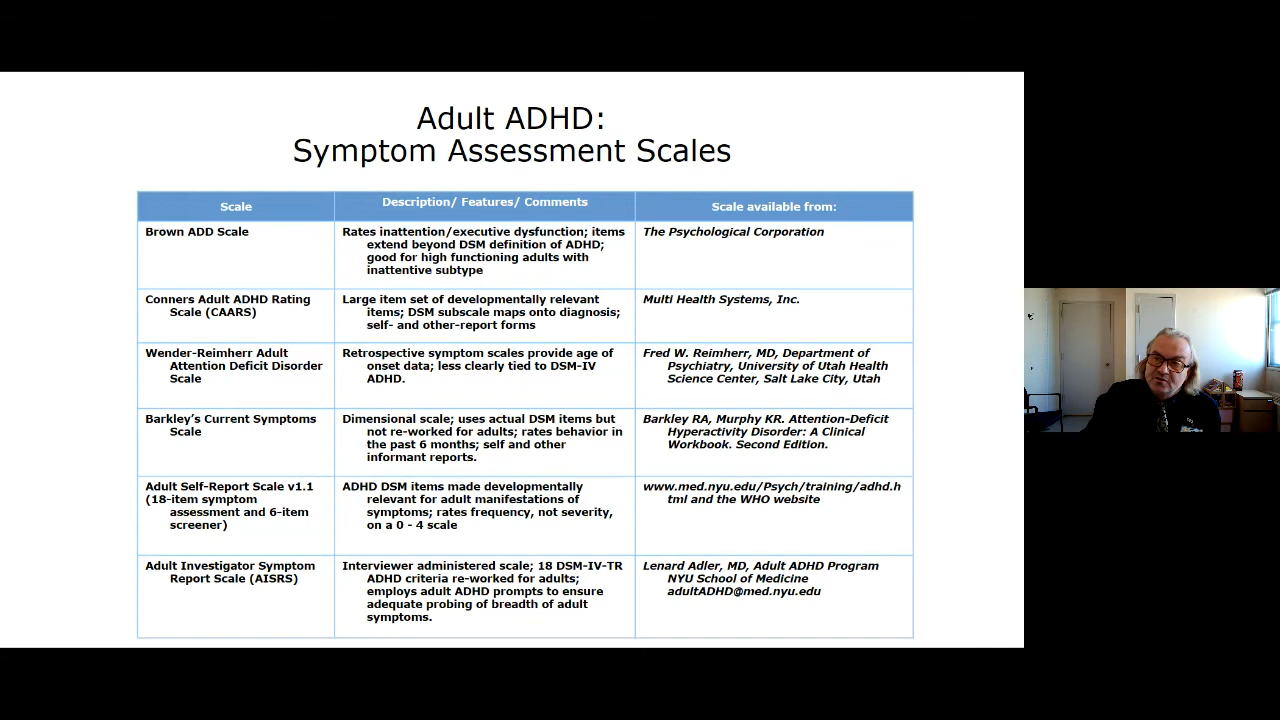 Adult ADHD:
Symptom Assessment Scales
Scale
Description/ Features/ Comments
Scale available from:
Brown ADD Scale
Rates inattention/executive dysfunction; items
extend beyond DSM definition of ADHD;
good for high functioning adults with
inattentive subtype
The Psychological Corporation
Conners Adult ADHD Rating
Scale (CAARS)
Large item set of developmentally relevant
items; DSM subscale maps onto diagnosis;
self- and other-report forms
Multi Health Systems, Inc.
Wender-Reimherr Adult
Attention Deficit Disorder
Scale
Retrospective symptom scales provide age of
onset data; less clearly tied to DSM-IV
ADHD.
Fred W. Reimherr, MD, Department of
Psychiatry, University of Utah Health
Science Center, Salt Lake City, Utah
Barkley’s Current Symptoms
Scale
Dimensional scale; uses actual DSM items but
not re-worked for adults; rates behavior in
the past 6 months; self and other
informant reports.
Barkley RA, Murphy KR. Attention-Deficit
Hyperactivity Disorder: A Clinical
Workbook. Second Edition.
Adult Self-Report Scale v1.1
(18-item symptom
assessment and 6-item
screener)
ADHD DSM items made developmentally
relevant for adult manifestations of
symptoms; rates frequency, not severity,
on a 0 - 4 scale
www.med.nyu.edu/Psych/training/adhd.h
tml and the WHO website
Adult Investigator Symptom
Report Scale (AISRS)
Interviewer administered scale; 18 DSM-IV-TR
ADHD criteria re-worked for adults;
employs adult ADHD prompts to ensure
adequate probing of breadth of adult
symptoms.
Lenard Adler, MD, Adult ADHD Program
NYU School of Medicine
adultADHD@med.nyu.edu